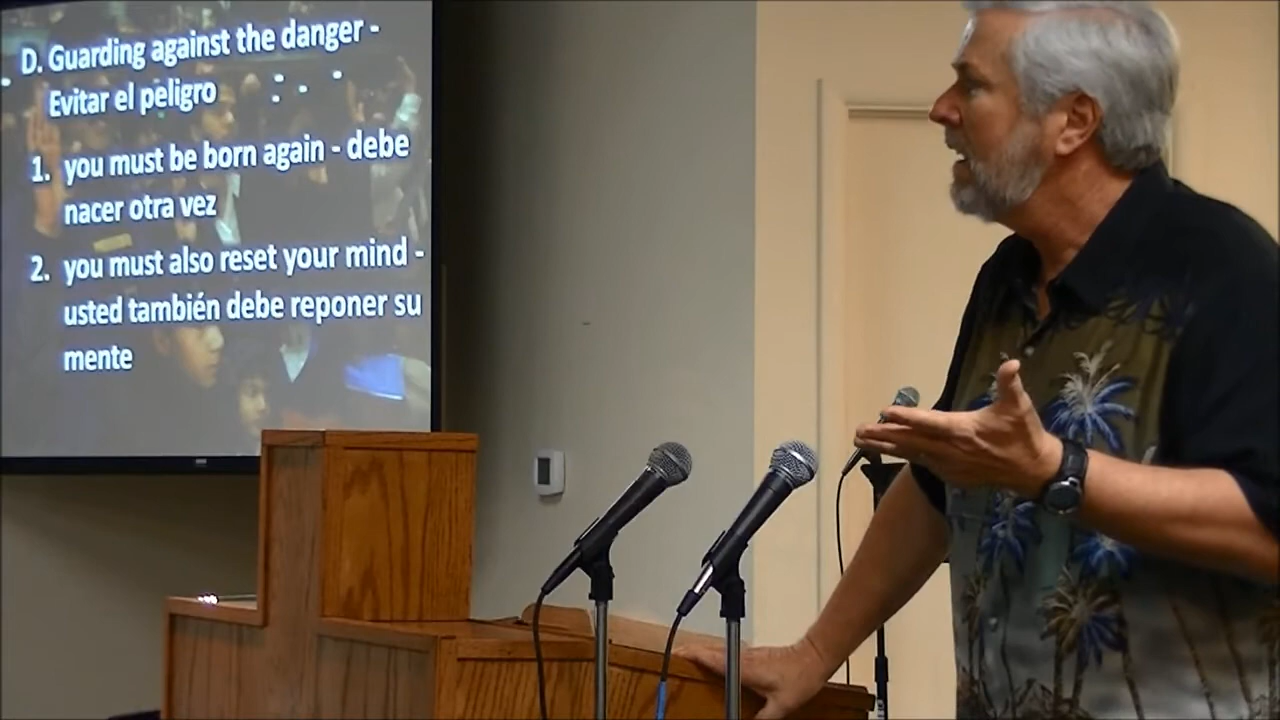 D. Guarding against the danger -
Evitar el peligro
1. you must be born again - debe
nacer otra vez
2. you must also reset your mind -
usted también debe reponer su
mente